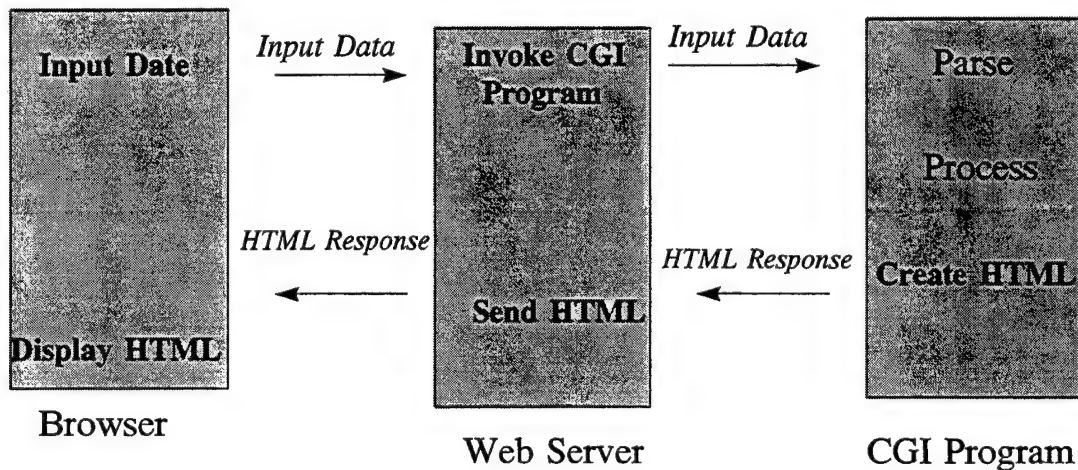 Input Date
Display HTML
Browser
Input Data
HTML Response
Invoke CGI
Program
Send HTML
Web Server
Input Data
HTML Response
Parse
Process
Create HTML
CGI Program